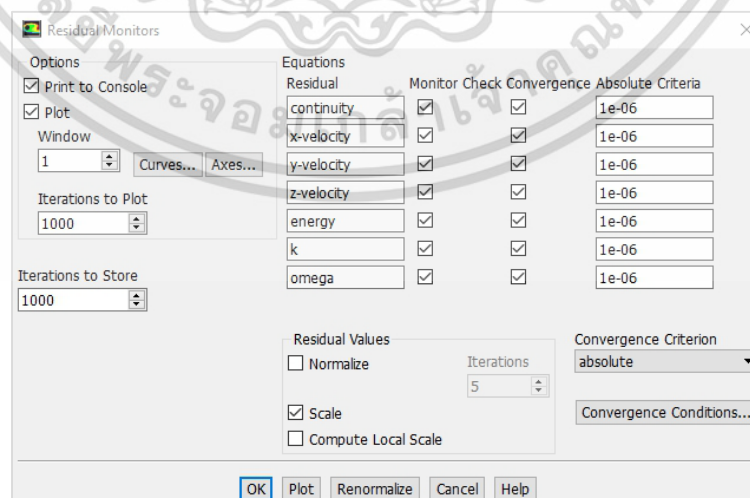 Residual Monitors
Options
Print to Console
Plot
Window
1
Curves... Axes...
Iterations to Plot
1000
Iterations to Store
1000
Equations
Residual Monitor Check Convergence Absolute Criteria
continuity 1e-06
x-velocity 1e-06
y-velocity 1e-06
z-velocity 1e-06
energy 1e-06
k 1e-06
omega 1e-06
Residual Values
Normalize
Iterations
5
Scale
Compute Local Scale
Convergence Criterion
absolute
Convergence Conditions...
OK Plot Renormalize Cancel Help